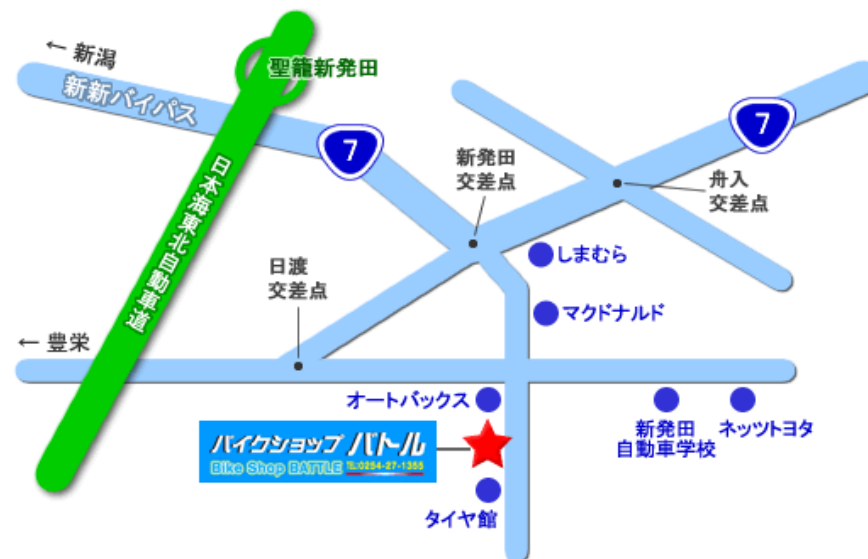 ← 新潟
聖籠新発田
新新バイパス
7
7
日本海東北自動車道
新発田
交差点
舟入
交差点
しまむら
日渡
交差点
マクドナルド
← 豊栄
オートバックス
新発田
自動車学校
ネッツトヨタ
バイクショップ バトル
Bike Shop BATTLE TEL:0254-27-1355
タイヤ館